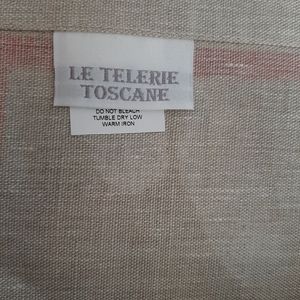 LE TELERIE
TOSCANE
DO NOT BLEACH
TUMBLE DRY LOW
WARM IRON